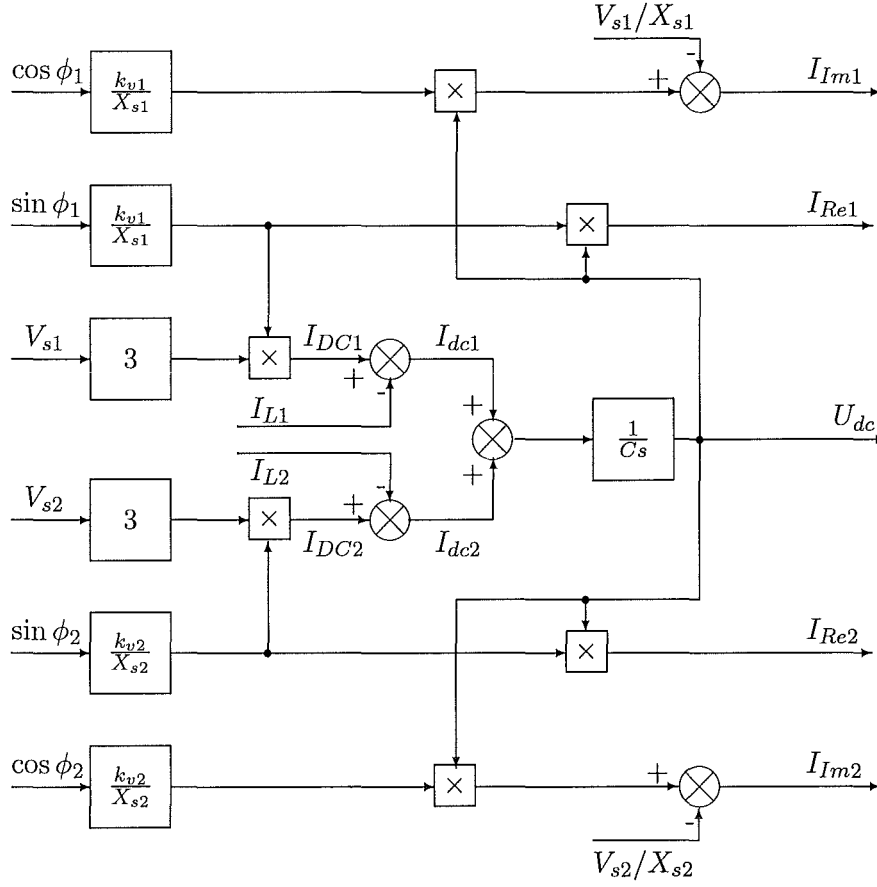 V_{s1}/X_{s1}
-
cos φ_1
k_{v1}/X_{s1}
×
+
I_{Im1}
sin φ_1
k_{v1}/X_{s1}
×
I_{Re1}
V_{s1}
3
×
I_{DC1}
+
-
I_{dc1}
I_{L1}
+
1/Cs
U_{dc}
+
I_{L2}
-
V_{s2}
3
×
+
I_{DC2}
I_{dc2}
sin φ_2
k_{v2}/X_{s2}
×
I_{Re2}
cos φ_2
k_{v2}/X_{s2}
×
+
I_{Im2}
-
V_{s2}/X_{s2}